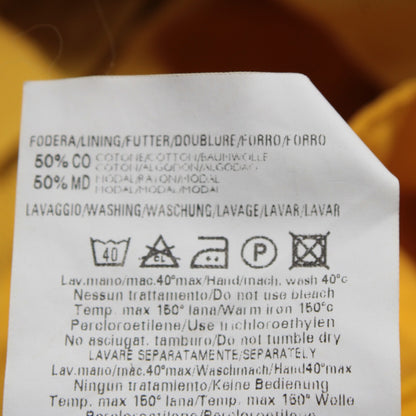 FODERA/LINING/FUTTER/DOUBLURE/FORRO/FORRO
50% CO COTONE/COTTON/BAUMWOLLE
COTON/ALGODON/ALGODAO
50% MD MODAL/RAYON/MODAL
MODAL/MODAL/MODAL
LAVAGGIO/WASHING/WASCHUNG/LAVAGE/LAVAR/LAVAR
40 CL P
Lav.mano/mac.40°max/Hand/mach. wash 40°c
Nessun trattamento/Do not use bleach
Temp. max 150° lana/Warm iron 150°c
Parcloroetilene/Use trichloroethylen
No asciugat. tamburo/Do not tumble dry
LAVARE SEPARATAMENTE/SEPARATELY
Lav.mano/mac.40°max/Waschmach/Hand40°max
Ningun tratamiento/Keine Bedienung
Temp. max 150° lana/Temp. max 150° Wolle